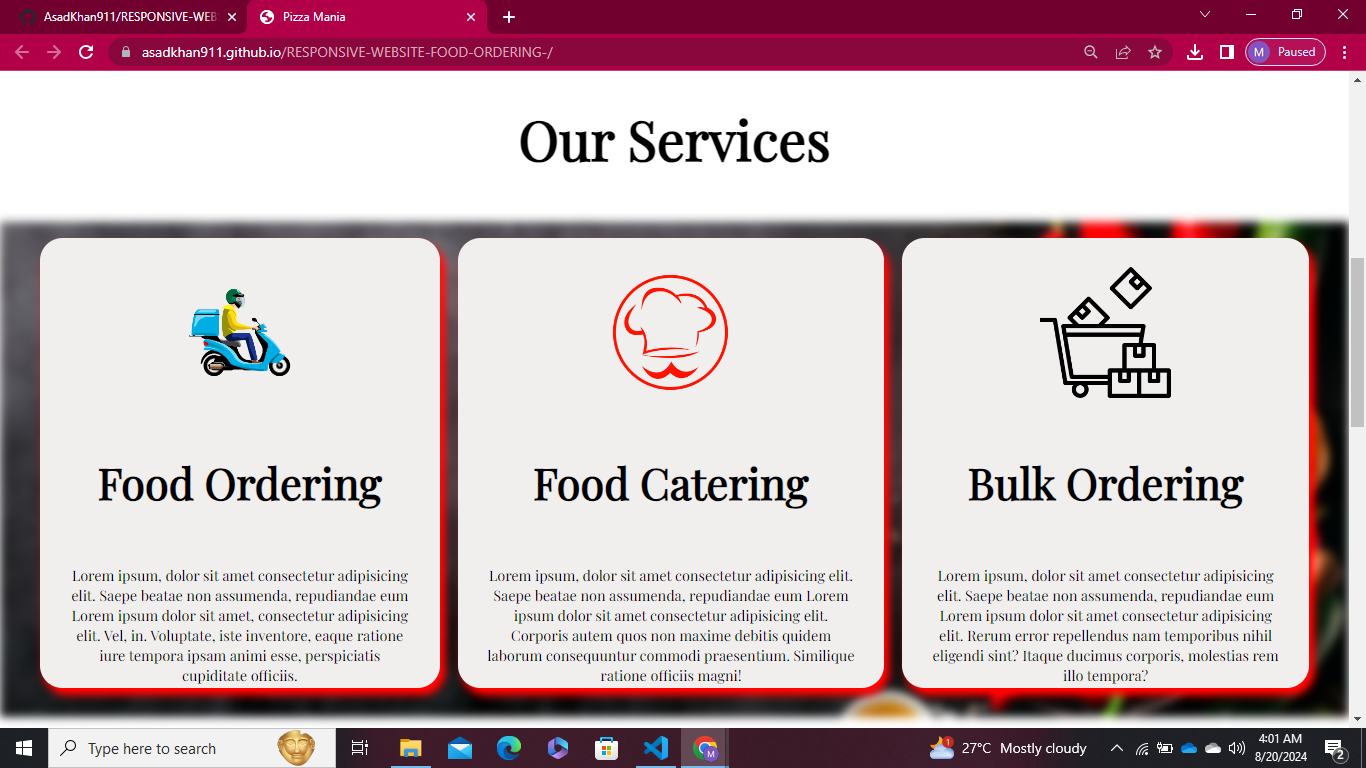 AsadKhan911/RESPONSIVE-WEB
Pizza Mania
asadkhan911.github.io/RESPONSIVE-WEBSITE-FOOD-ORDERING-/
M Paused
Our Services
Food Ordering
Lorem ipsum, dolor sit amet consectetur adipisicing
elit. Saepe beatae non assumenda, repudiandae eum
Lorem ipsum dolor sit amet, consectetur adipisicing
elit. Vel, in. Voluptate, iste inventore, eaque ratione
iure tempora ipsam animi esse, perspiciatis
cupiditate officiis.
Food Catering
Lorem ipsum, dolor sit amet consectetur adipisicing elit.
Saepe beatae non assumenda, repudiandae eum Lorem
ipsum dolor sit amet consectetur adipisicing elit.
Corporis autem quos non maxime debitis quidem
laborum consequuntur commodi praesentium. Similique
ratione officiis magni!
Bulk Ordering
Lorem ipsum, dolor sit amet consectetur adipisicing
elit. Saepe beatae non assumenda, repudiandae eum
Lorem ipsum dolor sit amet consectetur adipisicing
elit. Rerum error repellendus nam temporibus nihil
eligendi sint? Itaque ducimus corporis, molestias rem
illo tempora?
Type here to search
M
1
27°C Mostly cloudy
4:01 AM
8/20/2024
2